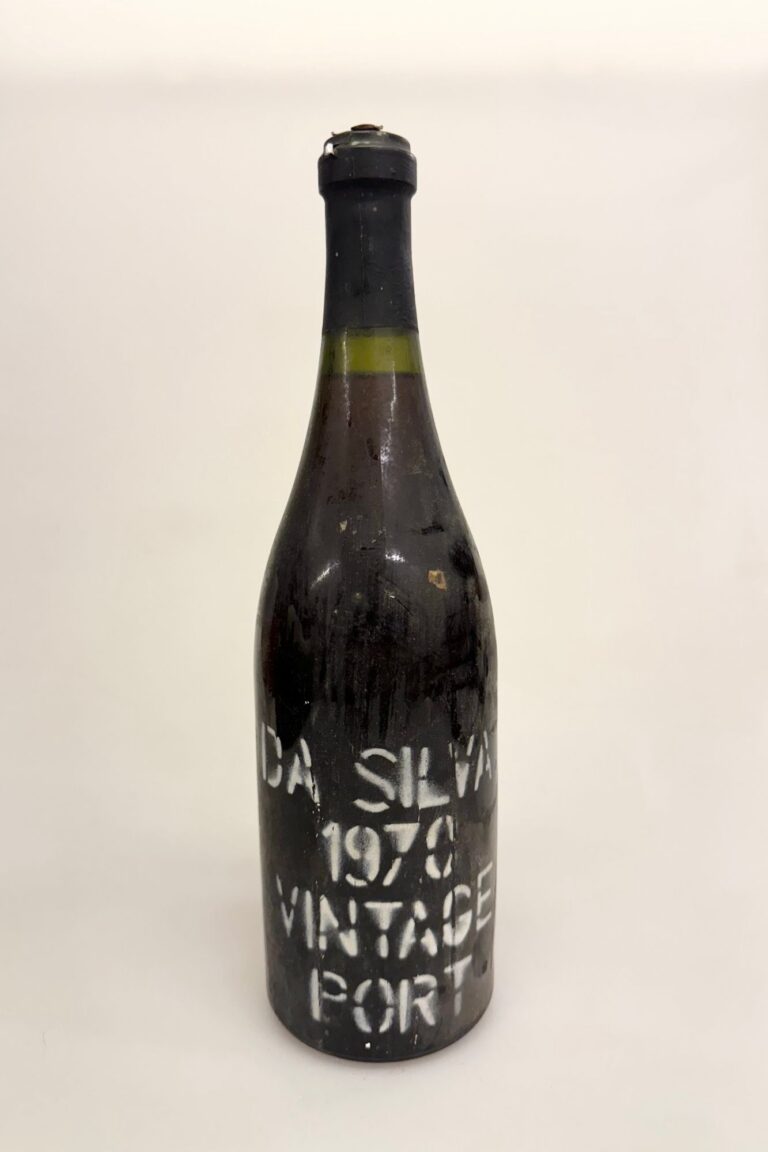 DA SILVA
1970
VINTAGE
PORT